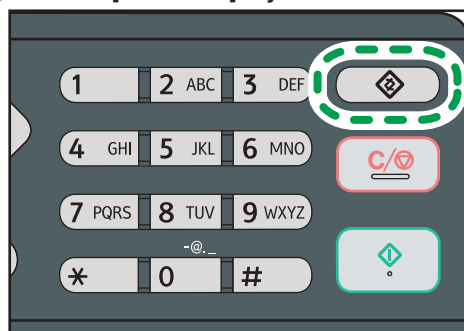 1 2 ABC 3 DEF
4 GHI 5 JKL 6 MNO C/
7 PQRS 8 TUV 9 WXYZ
-@._
* 0 #